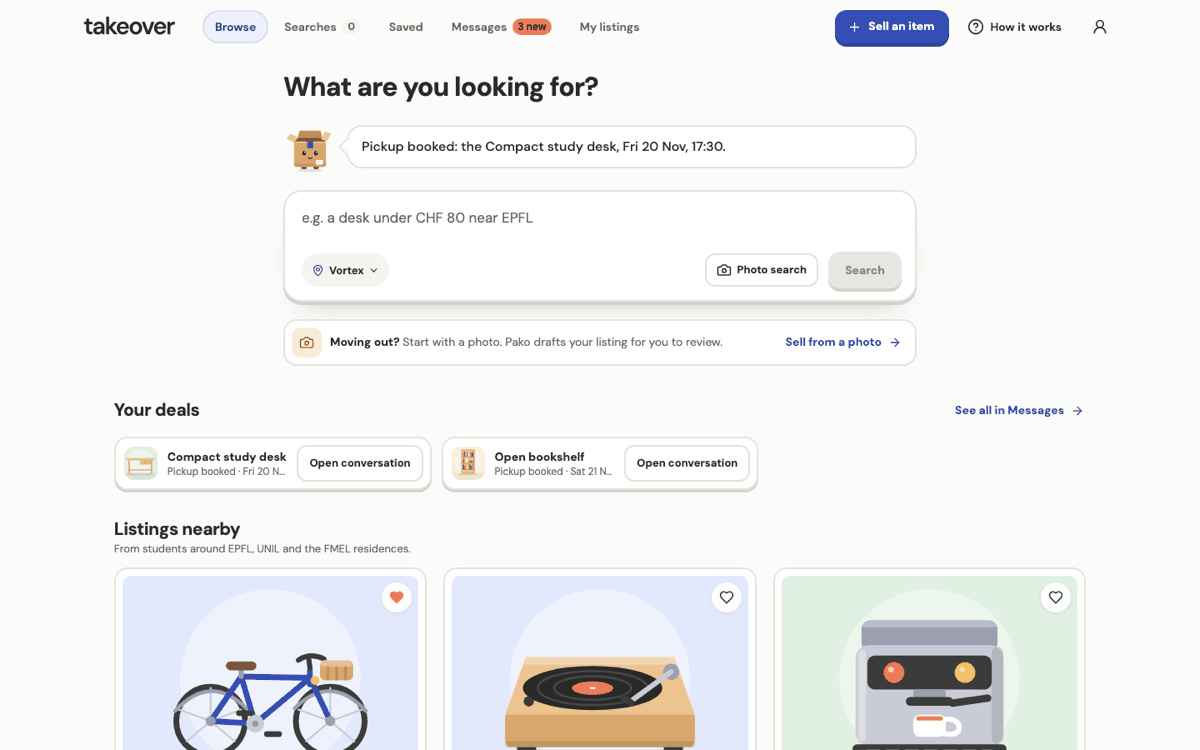 takeover
Browse
Searches 0
Saved
Messages 3 new
My listings
Sell an item
How it works
What are you looking for?
Pickup booked: the Compact study desk, Fri 20 Nov, 17:30.
e.g. a desk under CHF 80 near EPFL
Vortex
Photo search
Search
Moving out? Start with a photo. Pako drafts your listing for you to review.
Sell from a photo
Your deals
See all in Messages
Compact study desk
Pickup booked · Fri 20 N...
Open conversation
Open bookshelf
Pickup booked · Sat 21 N...
Open conversation
Listings nearby
From students around EPFL, UNIL and the FMEL residences.